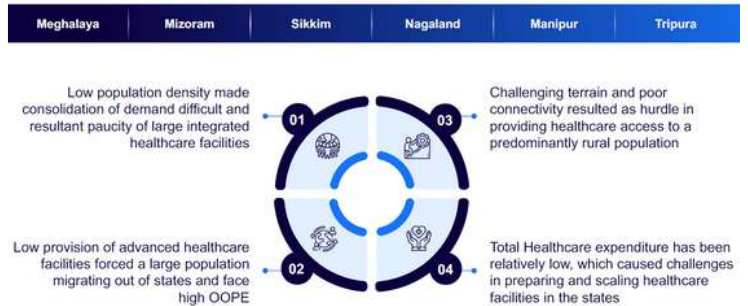 Meghalaya
Mizoram
Sikkim
Nagaland
Manipur
Tripura
Low population density made
consolidation of demand difficult and
resultant paucity of large integrated
healthcare facilities
01
03
Challenging terrain and poor
connectivity resulted as hurdle in
providing healthcare access to a
predominantly rural population
Low provision of advanced healthcare
facilities forced a large population
migrating out of states and face
high OOPE
02
04
Total Healthcare expenditure has been
relatively low, which caused challenges
in preparing and scaling healthcare
facilities in the states